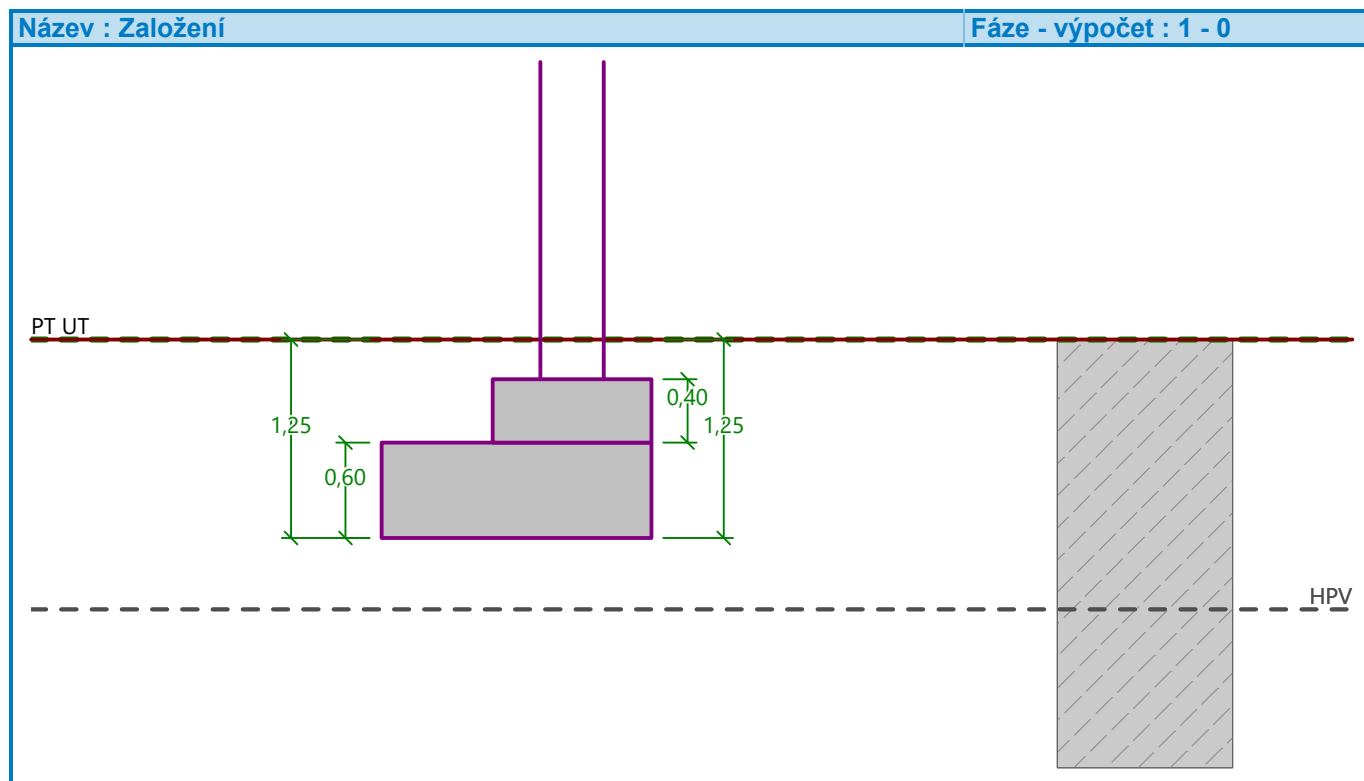 Název : Založení
Fáze - výpočet : 1 - 0
PT UT
0,40
1,25
1,25
0,60
HPV